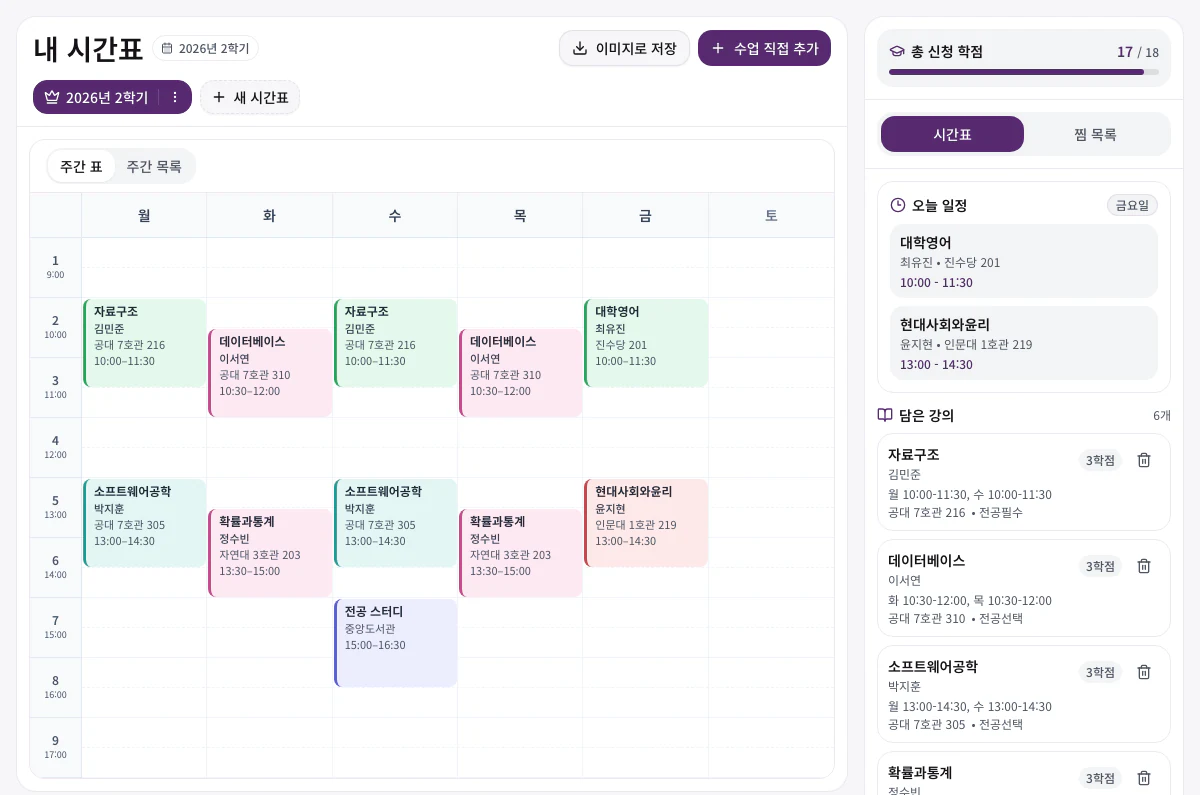 내 시간표
2026년 2학기
이미지로 저장
+ 수업 직접 추가
2026년 2학기
+ 새 시간표
주간 표
주간 목록
월 화 수 목 금 토
1
9:00
2
10:00
3
11:00
4
12:00
5
13:00
6
14:00
7
15:00
8
16:00
9
17:00
자료구조
김민준
공대 7호관 216
10:00–11:30
소프트웨어공학
박지훈
공대 7호관 305
13:00–14:30
데이터베이스
이서연
공대 7호관 310
10:30–12:00
확률과통계
정수빈
자연대 3호관 203
13:30–15:00
자료구조
김민준
공대 7호관 216
10:00–11:30
소프트웨어공학
박지훈
공대 7호관 305
13:00–14:30
전공 스터디
중앙도서관
15:00–16:30
데이터베이스
이서연
공대 7호관 310
10:30–12:00
확률과통계
정수빈
자연대 3호관 203
13:30–15:00
대학영어
최유진
진수당 201
10:00–11:30
현대사회와윤리
윤지현
인문대 1호관 219
13:00–14:30
총 신청 학점
17 / 18
시간표
찜 목록
오늘 일정
금요일
대학영어
최유진 • 진수당 201
10:00 - 11:30
현대사회와윤리
윤지현 • 인문대 1호관 219
13:00 - 14:30
담은 강의
6개
자료구조
3학점
김민준
월 10:00-11:30, 수 10:00-11:30
공대 7호관 216 • 전공필수
데이터베이스
3학점
이서연
화 10:30-12:00, 목 10:30-12:00
공대 7호관 310 • 전공선택
소프트웨어공학
3학점
박지훈
월 13:00-14:30, 수 13:00-14:30
공대 7호관 305 • 전공선택
확률과통계
3학점
정수빈